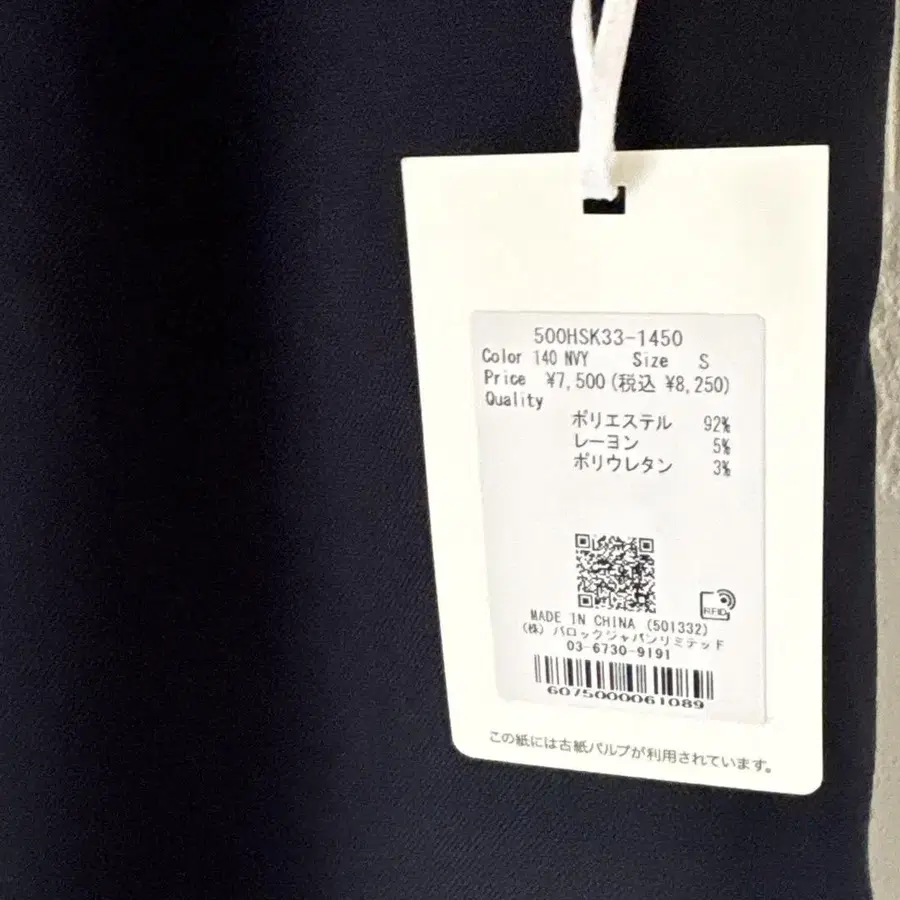 500HSK33-1450
Color 140 NVY Size S
Price ¥7,500(税込 ¥8,250)
Quality
ポリエステル 92%
レーヨン 5%
ポリウレタン 3%
RFID
MADE IN CHINA (501332)
(株) バロックジャパンリミテッド
03-6730-9191
6075000061089
この紙には古紙パルプが利用されています。